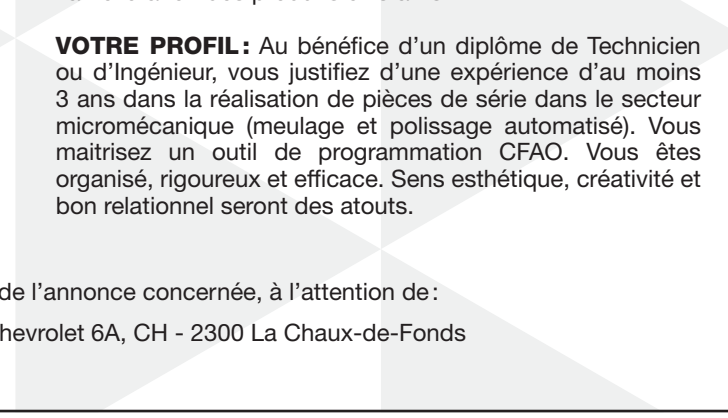 VOTRE PROFIL : Au bénéfice d'un diplôme de Technicien
ou d'Ingénieur, vous justifiez d'une expérience d'au moins
3 ans dans la réalisation de pièces de série dans le secteur
micromécanique (meulage et polissage automatisé). Vous
maitrisez un outil de programmation CFAO. Vous êtes
organisé, rigoureux et efficace. Sens esthétique, créativité et
bon relationnel seront des atouts.
de l'annonce concernée, à l'attention de :
hevrolet 6A, CH - 2300 La Chaux-de-Fonds